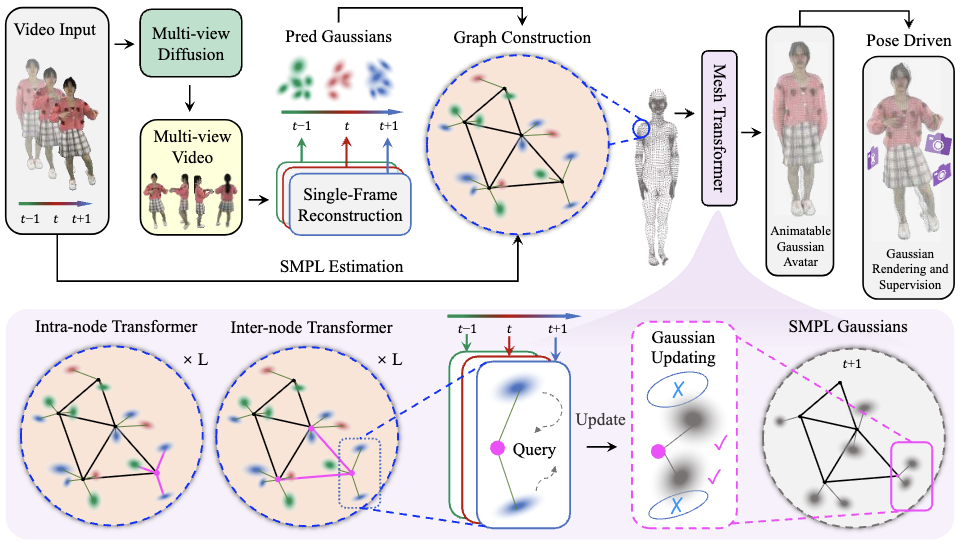 Video Input
t−1 t t+1
Multi-view
Diffusion
Multi-view
Video
Pred Gaussians
t−1 t t+1
Single-Frame
Reconstruction
SMPL Estimation
Graph Construction
Mesh Transformer
Animatable
Gaussian
Avatar
Pose Driven
Gaussian
Rendering and
Supervision
Intra-node Transformer
× L
Inter-node Transformer
× L
t−1 t t+1
Query
Update
Gaussian
Updating
X
✓
✓
X
SMPL Gaussians
t+1